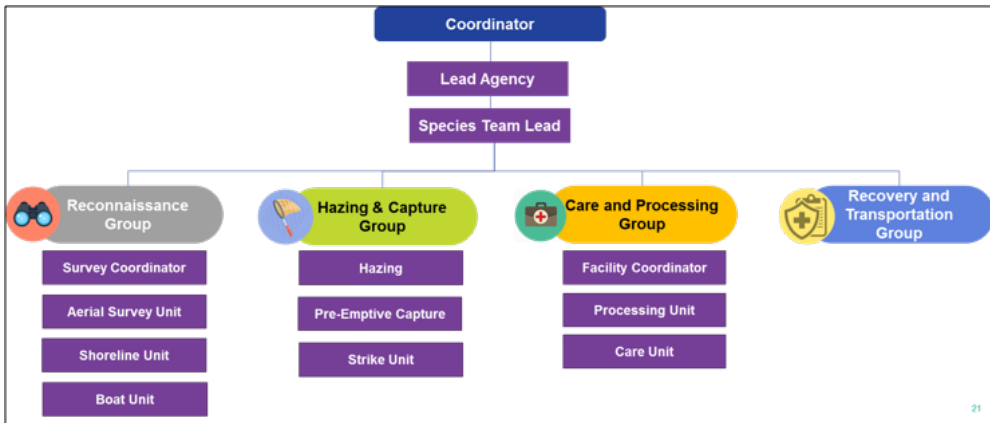 Coordinator
Lead Agency
Species Team Lead
Reconnaissance
Group
Survey Coordinator
Aerial Survey Unit
Shoreline Unit
Boat Unit
Hazing & Capture
Group
Hazing
Pre-Emptive Capture
Strike Unit
Care and Processing
Group
Facility Coordinator
Processing Unit
Care Unit
Recovery and
Transportation
Group
21